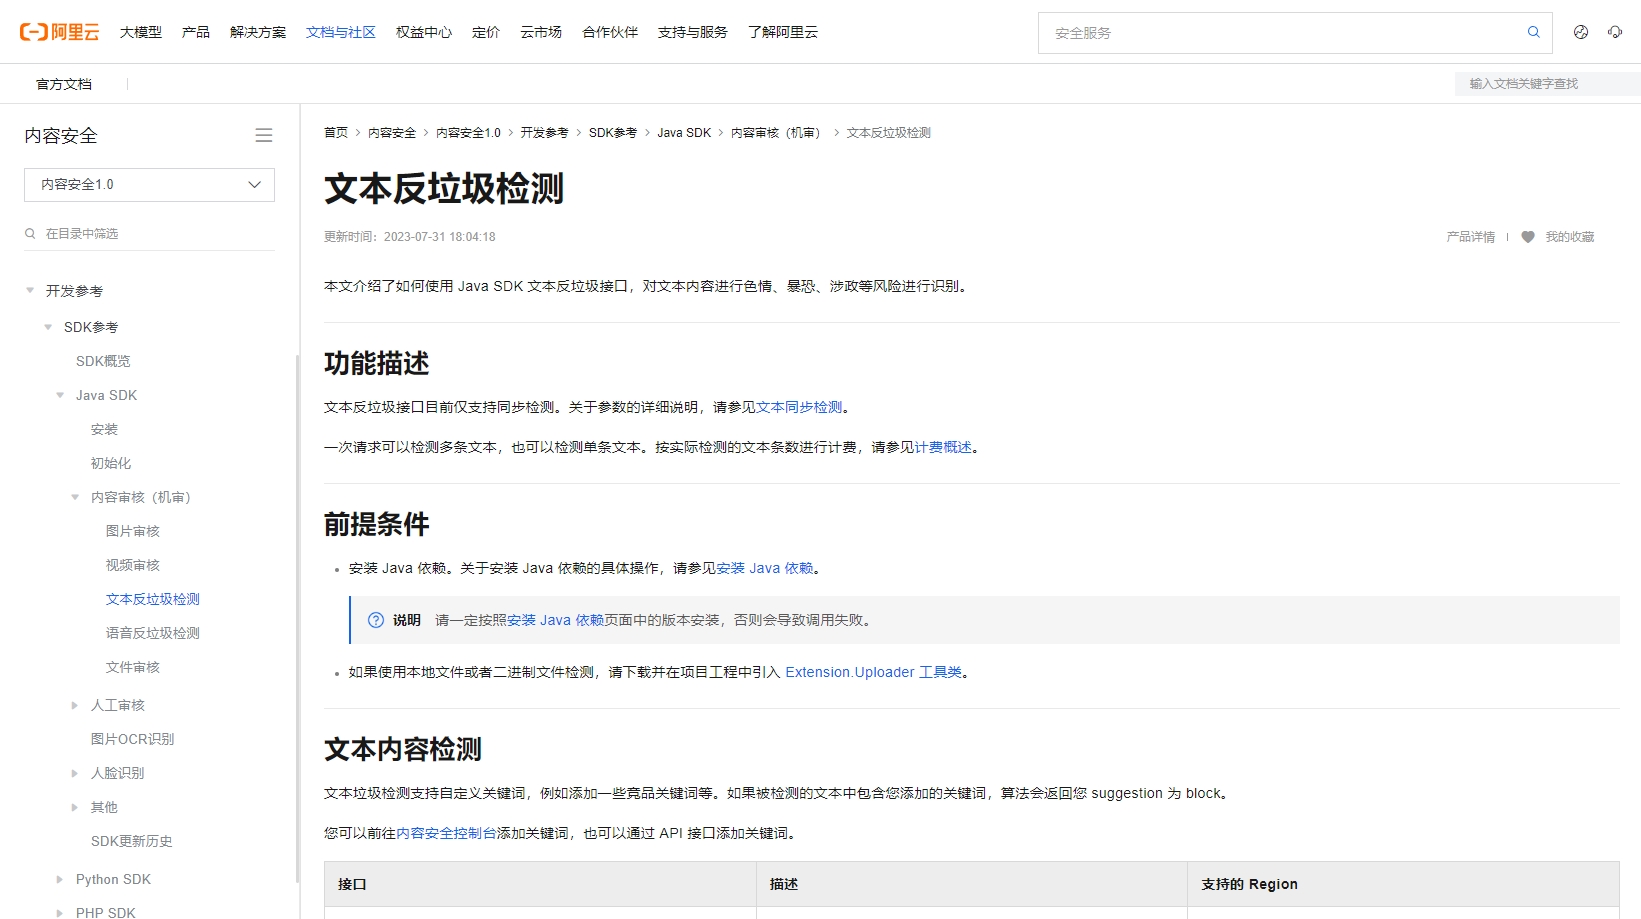 阿里云 大模型 产品 解决方案 文档与社区 权益中心 定价 云市场 合作伙伴 支持与服务 了解阿里云 安全服务
官方文档 输入文档关键字查找
内容安全
内容安全1.0
在目录中筛选
开发参考
SDK参考
SDK概览
Java SDK
安装
初始化
内容审核（机审）
图片审核
视频审核
文本反垃圾检测
语音反垃圾检测
文件审核
人工审核
图片OCR识别
人脸识别
其他
SDK更新历史
Python SDK
PHP SDK
首页 > 内容安全 > 内容安全1.0 > 开发参考 > SDK参考 > Java SDK > 内容审核（机审） > 文本反垃圾检测
文本反垃圾检测
更新时间：2023-07-31 18:04:18 产品详情 我的收藏
本文介绍了如何使用 Java SDK 文本反垃圾接口，对文本内容进行色情、暴恐、涉政等风险进行识别。
功能描述
文本反垃圾接口目前仅支持同步检测。关于参数的详细说明，请参见文本同步检测。
一次请求可以检测多条文本，也可以检测单条文本。按实际检测的文本条数进行计费，请参见计费概述。
前提条件
• 安装 Java 依赖。关于安装 Java 依赖的具体操作，请参见安装 Java 依赖。
说明 请一定按照安装 Java 依赖页面中的版本安装，否则会导致调用失败。
• 如果使用本地文件或者二进制文件检测，请下载并在项目工程中引入 Extension.Uploader 工具类。
文本内容检测
文本垃圾检测支持自定义关键词，例如添加一些竞品关键词等。如果被检测的文本中包含您添加的关键词，算法会返回您 suggestion 为 block。
您可以前往内容安全控制台添加关键词，也可以通过 API 接口添加关键词。
接口 描述 支持的 Region